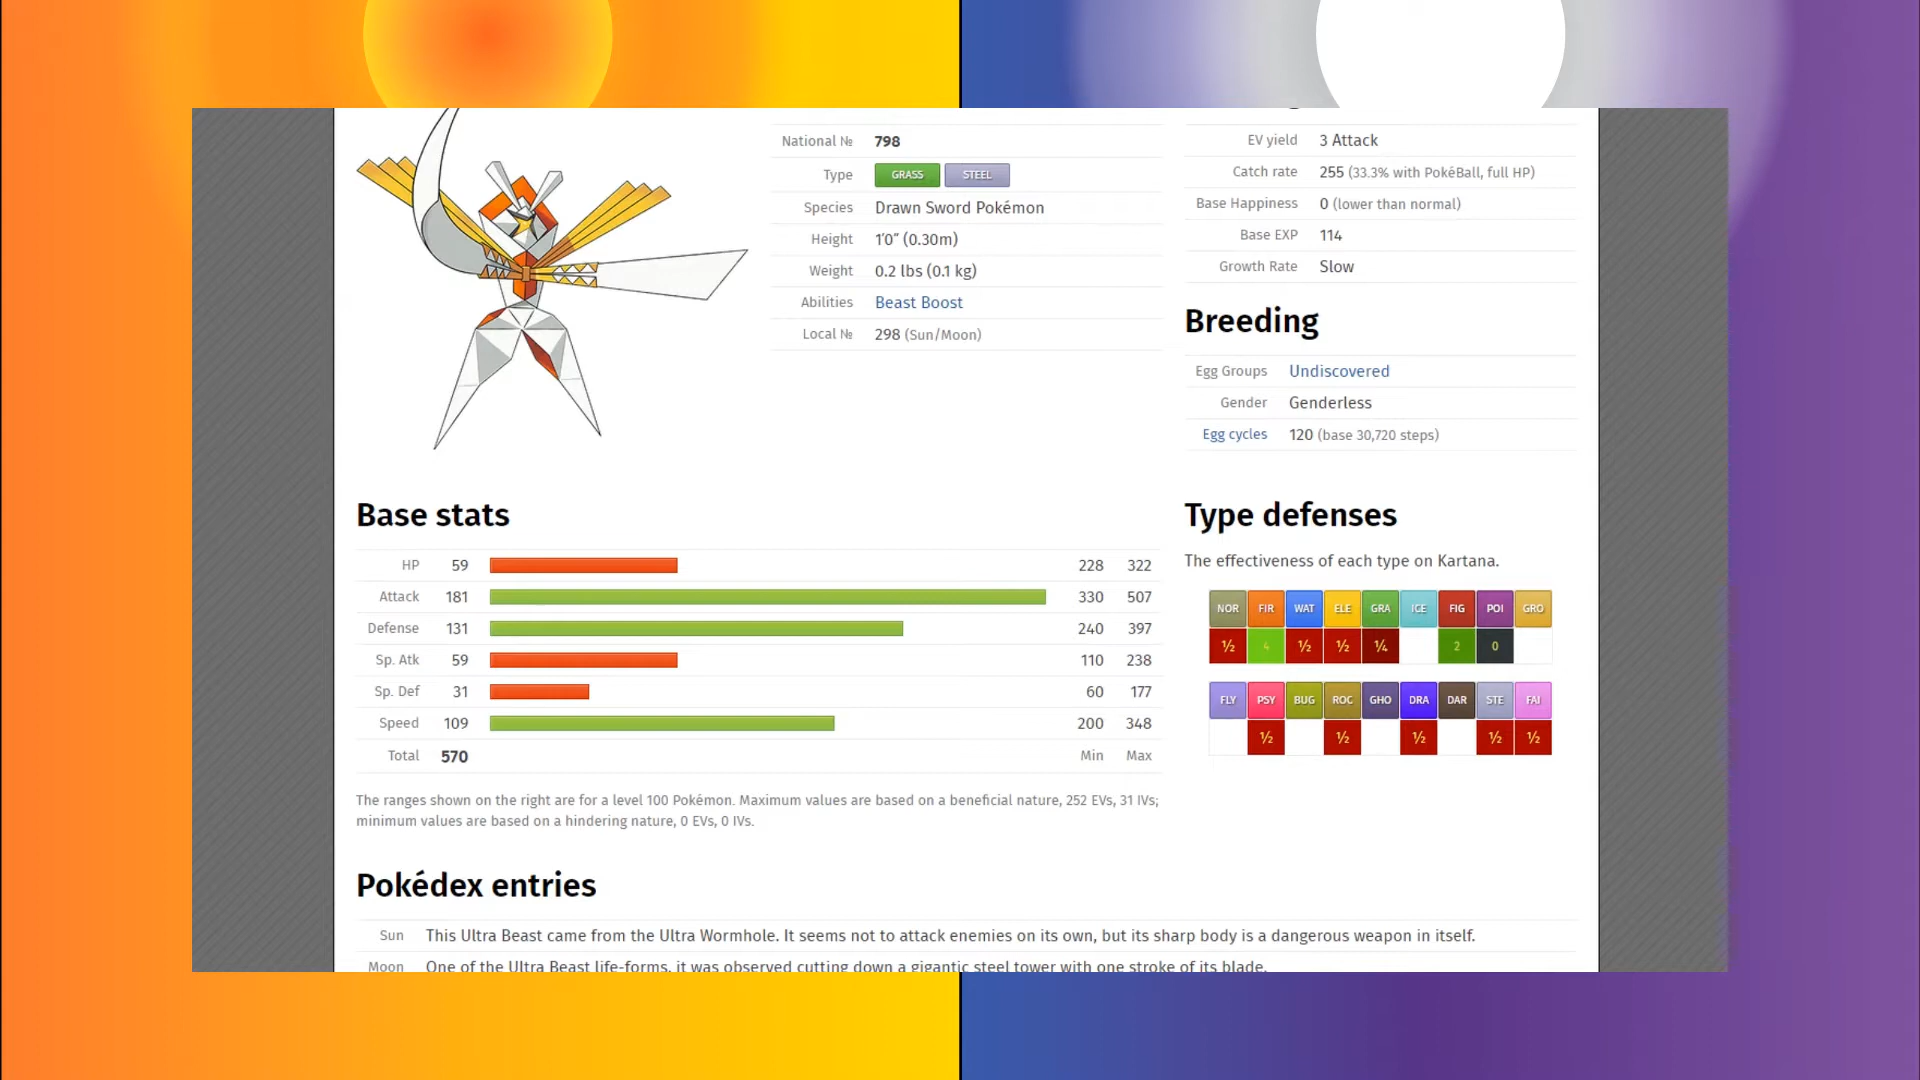 National № 798
Type GRASS STEEL
Species Drawn Sword Pokémon
Height 1'0" (0.30m)
Weight 0.2 lbs (0.1 kg)
Abilities Beast Boost
Local № 298 (Sun/Moon)
EV yield 3 Attack
Catch rate 255 (33.3% with PokéBall, full HP)
Base Happiness 0 (lower than normal)
Base EXP 114
Growth Rate Slow
Breeding
Egg Groups Undiscovered
Gender Genderless
Egg cycles 120 (base 30,720 steps)
Base stats
HP 59 228 322
Attack 181 330 507
Defense 131 240 397
Sp. Atk 59 110 238
Sp. Def 31 60 177
Speed 109 200 348
Total 570 Min Max
The ranges shown on the right are for a level 100 Pokémon. Maximum values are based on a beneficial nature, 252 EVs, 31 IVs;
minimum values are based on a hindering nature, 0 EVs, 0 IVs.
Type defenses
The effectiveness of each type on Kartana.
NOR FIR WAT ELE GRA ICE FIG POI GRO
½ 4 ½ ½ ¼ 2 0
FLY PSY BUG ROC GHO DRA DAR STE FAI
½ ½ ½ ½ ½
Pokédex entries
Sun This Ultra Beast came from the Ultra Wormhole. It seems not to attack enemies on its own, but its sharp body is a dangerous weapon in itself.
Moon One of the Ultra Beast life-forms, it was observed cutting down a gigantic steel tower with one stroke of its blade.